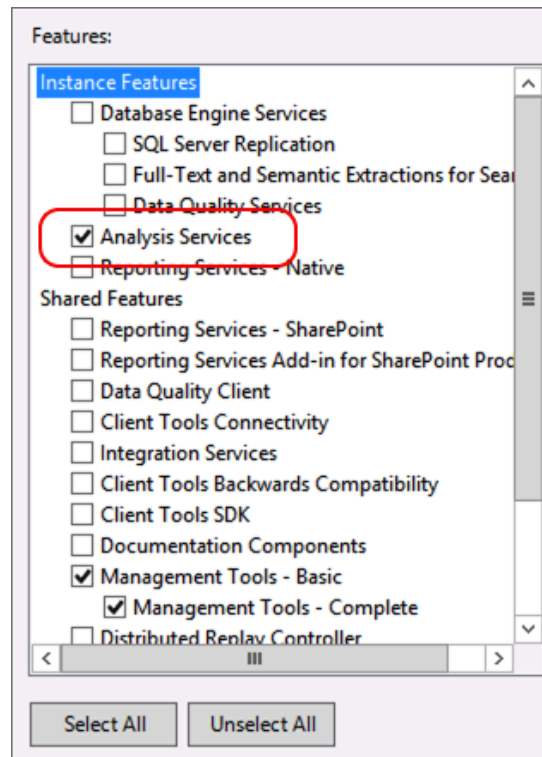 Features:
Instance Features
Database Engine Services
SQL Server Replication
Full-Text and Semantic Extractions for Sear
Data Quality Services
Analysis Services
Reporting Services - Native
Shared Features
Reporting Services - SharePoint
Reporting Services Add-in for SharePoint Prod
Data Quality Client
Client Tools Connectivity
Integration Services
Client Tools Backwards Compatibility
Client Tools SDK
Documentation Components
Management Tools - Basic
Management Tools - Complete
Distributed Replay Controller
Select All Unselect All